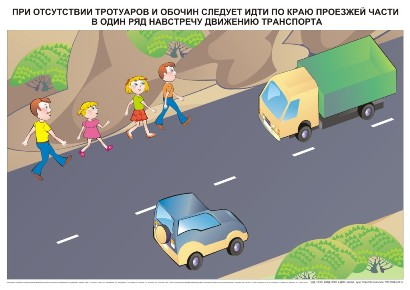 ПРИ ОТСУТСТВИИ ТРОТУАРОВ И ОБОЧИН СЛЕДУЕТ ИДТИ ПО КРАЮ ПРОЕЗЖЕЙ ЧАСТИ
В ОДИН РЯД НАВСТРЕЧУ ДВИЖЕНИЮ ТРАНСПОРТА